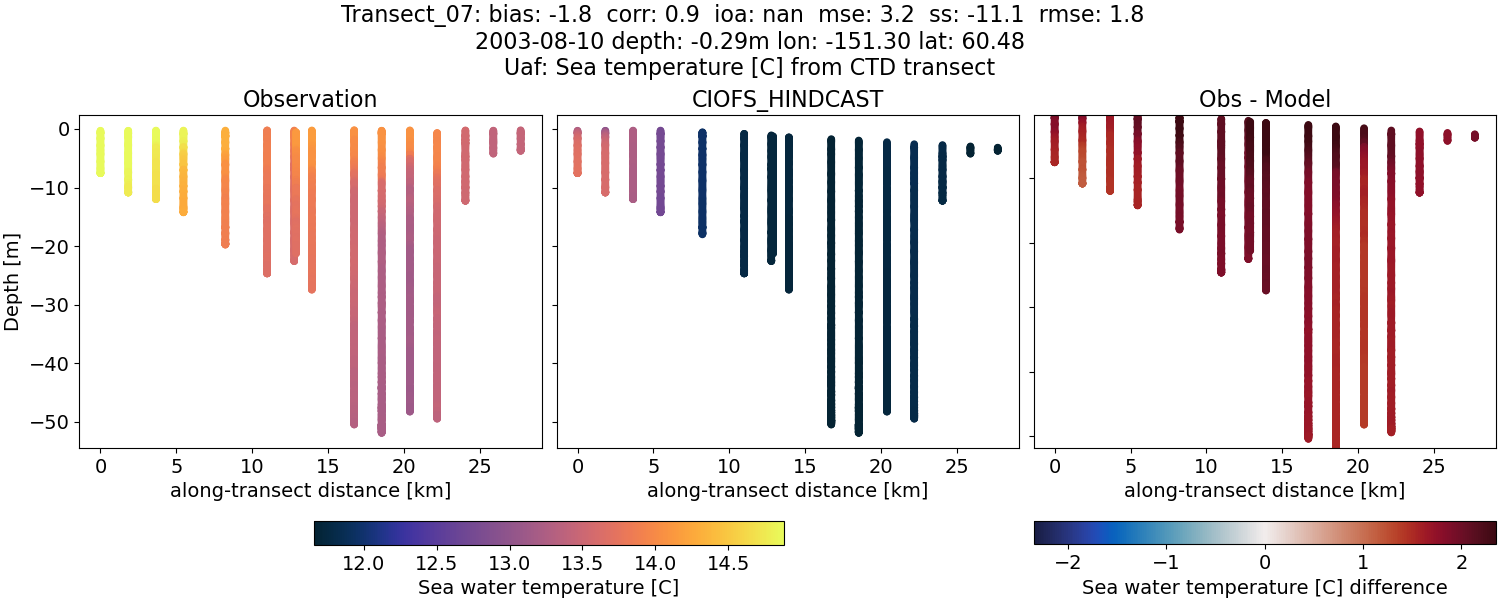 Transect_07: bias: -1.8  corr: 0.9  ioa: nan  mse: 3.2  ss: -11.1  rmse: 1.8
2003-08-10 depth: -0.29m lon: -151.30 lat: 60.48
Uaf: Sea temperature [C] from CTD transect
Observation
CIOFS_HINDCAST
Obs - Model
Depth [m]
0
−10
−20
−30
−40
−50
0 5 10 15 20 25
0 5 10 15 20 25
0 5 10 15 20 25
along-transect distance [km]
along-transect distance [km]
along-transect distance [km]
12.0 12.5 13.0 13.5 14.0 14.5
Sea water temperature [C]
−2 −1 0 1 2
Sea water temperature [C] difference